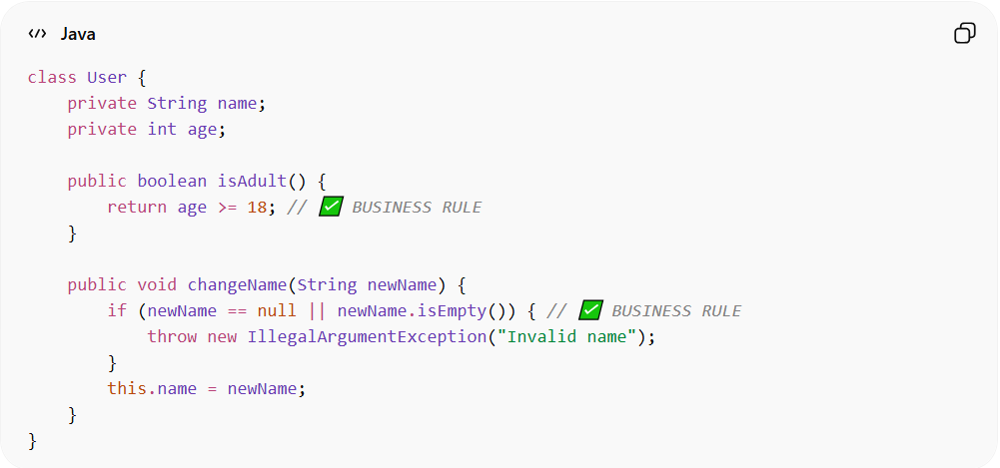 </> Java
class User {
    private String name;
    private int age;

    public boolean isAdult() {
        return age >= 18; // ✅ BUSINESS RULE
    }

    public void changeName(String newName) {
        if (newName == null || newName.isEmpty()) { // ✅ BUSINESS RULE
            throw new IllegalArgumentException("Invalid name");
        }
        this.name = newName;
    }
}